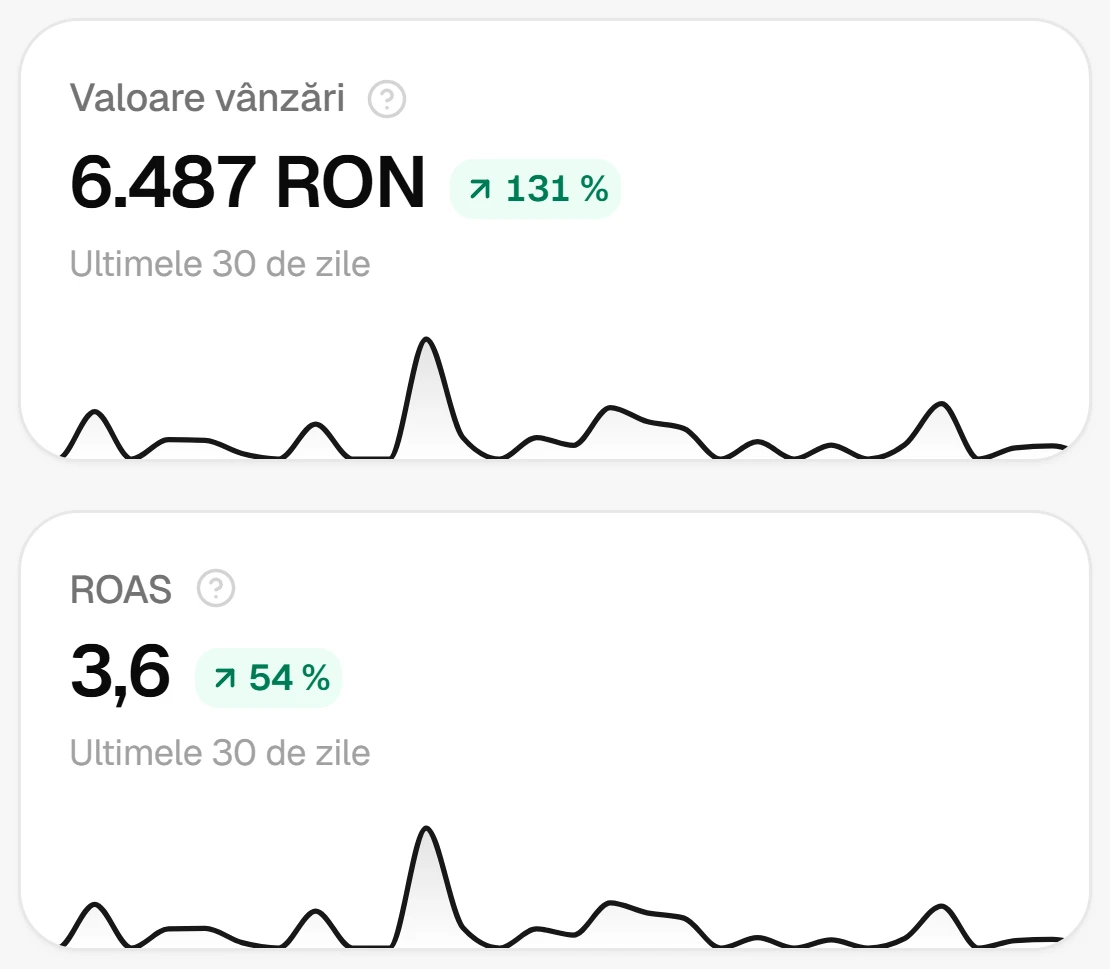 Valoare vânzări ?
6.487 RON ↗ 131 %
Ultimele 30 de zile
ROAS ?
3,6 ↗ 54 %
Ultimele 30 de zile